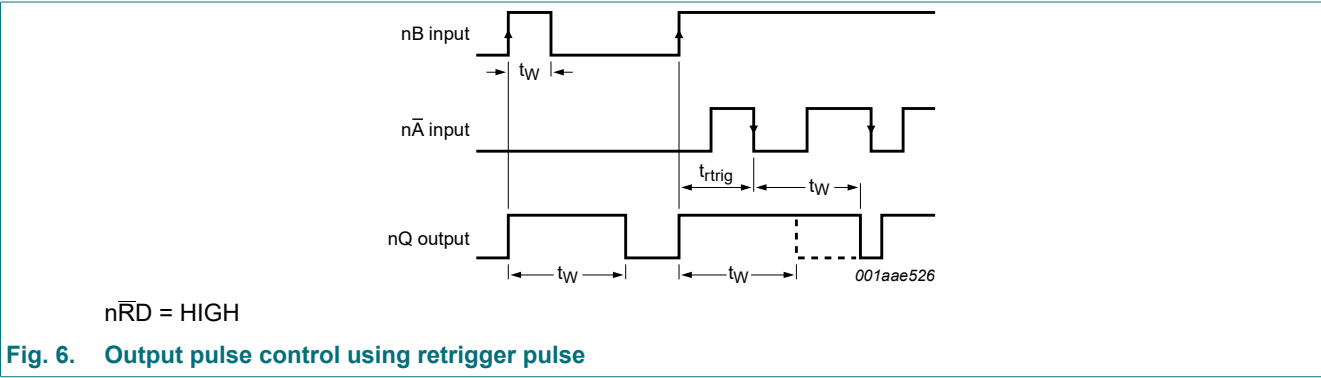 nB input
tW
nA̅ input
trtrig
tW
nQ output
tW
tW
001aae526
nR̅D̅ = HIGH
Fig. 6. Output pulse control using retrigger pulse